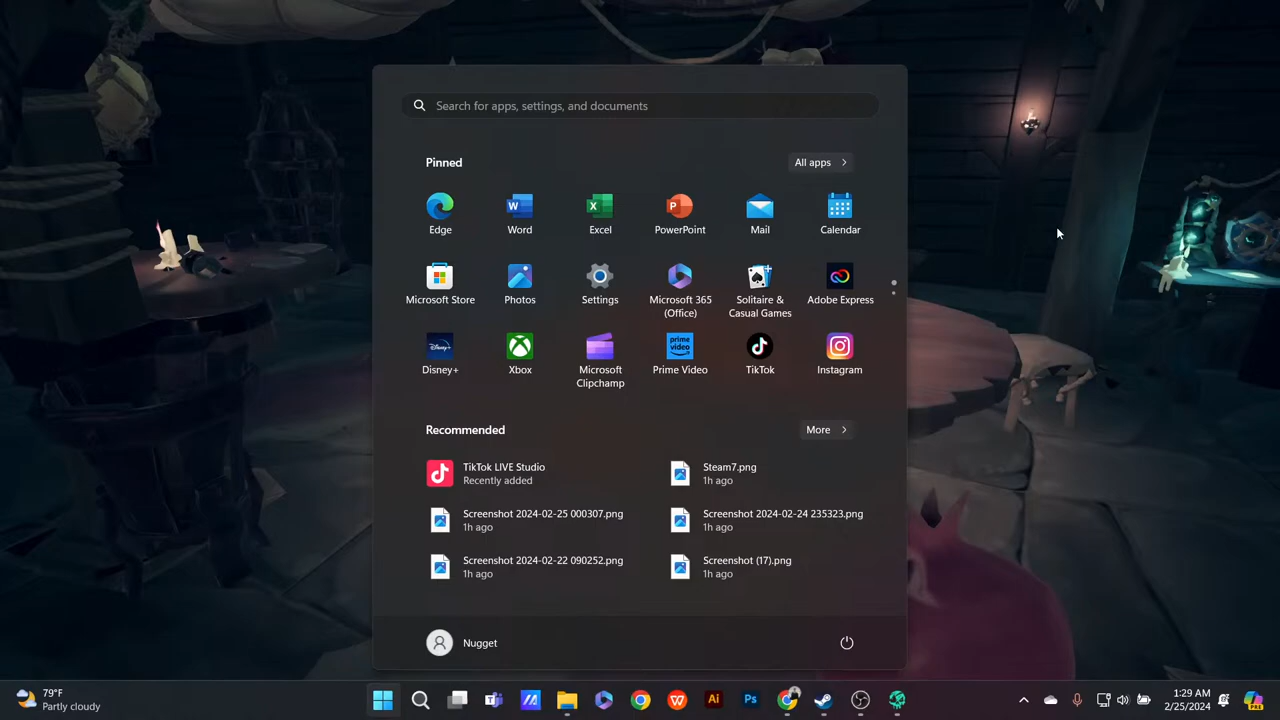 Search for apps, settings, and documents
Pinned
All apps
Edge
Word
Excel
PowerPoint
Mail
Calendar
Microsoft Store
Photos
Settings
Microsoft 365
(Office)
Solitaire &
Casual Games
Adobe Express
Disney+
Xbox
Microsoft
Clipchamp
prime
video
Prime Video
TikTok
Instagram
Recommended
More
TikTok LIVE Studio
Recently added
Steam7.png
1h ago
Screenshot 2024-02-25 000307.png
1h ago
Screenshot 2024-02-24 235323.png
1h ago
Screenshot 2024-02-22 090252.png
1h ago
Screenshot (17).png
1h ago
Nugget
79°F
Partly cloudy
Ai
Ps
1:29 AM
2/25/2024